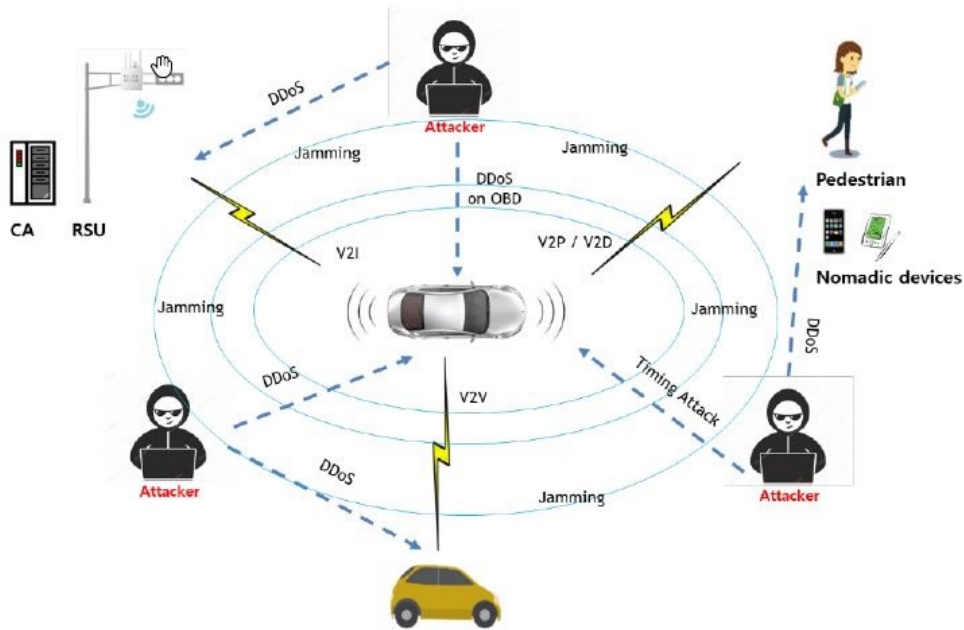 DDoS
Attacker
Jamming
Jamming
DDoS
on OBD
Pedestrian
CA
RSU
V2I
V2P / V2D
Nomadic devices
Jamming
Jamming
DDoS
DDoS
Timing Attack
V2V
DDoS
Attacker
Attacker
Jamming